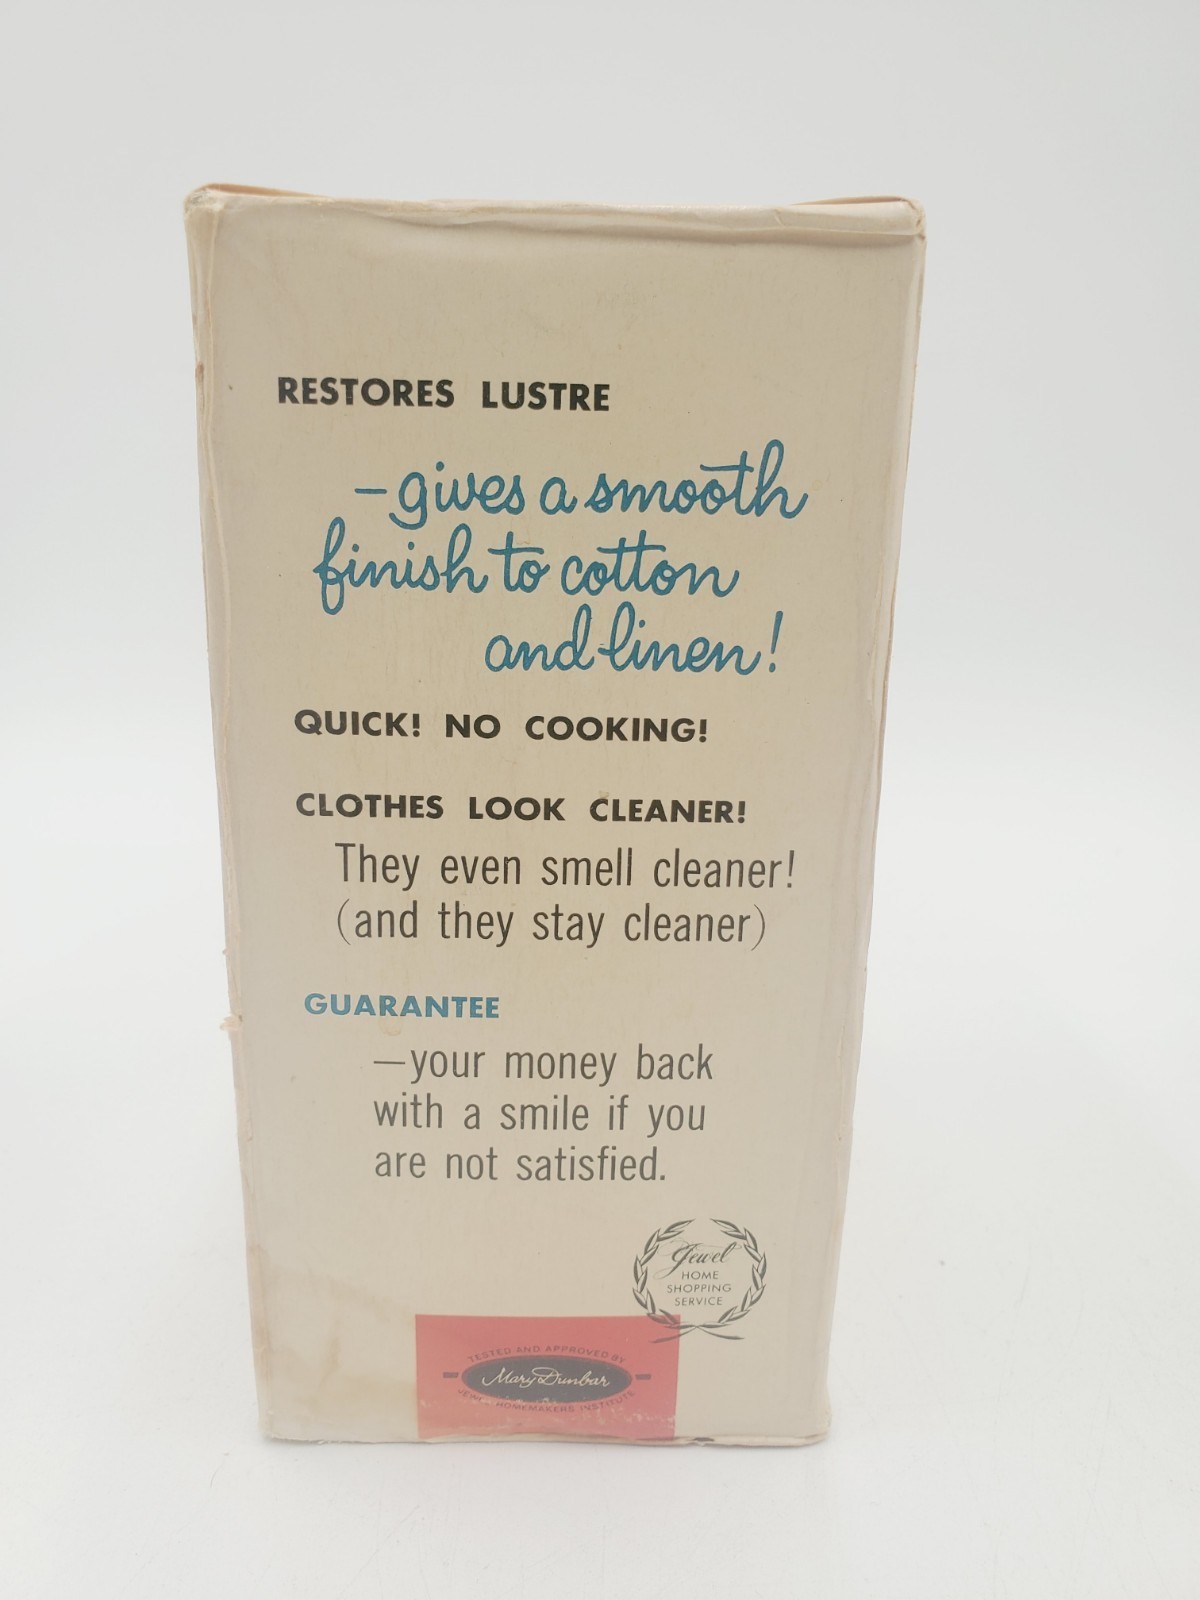 RESTORES LUSTRE
—gives a smooth
finish to cotton
and linen!
QUICK! NO COOKING!
CLOTHES LOOK CLEANER!
They even smell cleaner!
(and they stay cleaner)
GUARANTEE
—your money back
with a smile if you
are not satisfied.
Jewel
HOME
SHOPPING
SERVICE
TESTED AND APPROVED BY
Mary Dunbar
JEWEL HOMEMAKERS INSTITUTE